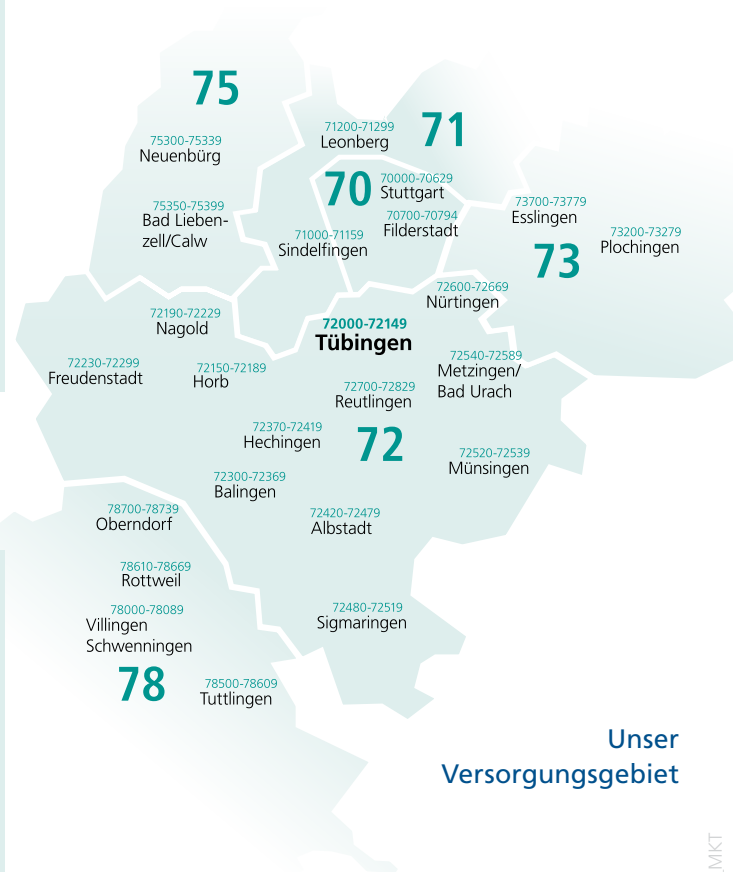 75
75300-75339
Neuenbürg
75350-75399
Bad Lieben-
zell/Calw
71200-71299
Leonberg
71
70
70000-70629
Stuttgart
70700-70794
Filderstadt
71000-71159
Sindelfingen
73700-73779
Esslingen
73200-73279
Plochingen
73
72600-72669
Nürtingen
72190-72229
Nagold
72000-72149
Tübingen
72230-72299
Freudenstadt
72150-72189
Horb
72540-72589
Metzingen/
Bad Urach
72700-72829
Reutlingen
72370-72419
Hechingen
72
72520-72539
Münsingen
72300-72369
Balingen
72420-72479
Albstadt
78700-78739
Oberndorf
78610-78669
Rottweil
78000-78089
Villingen
Schwenningen
72480-72519
Sigmaringen
78
78500-78609
Tuttlingen
Unser
Versorgungsgebiet
_MKT